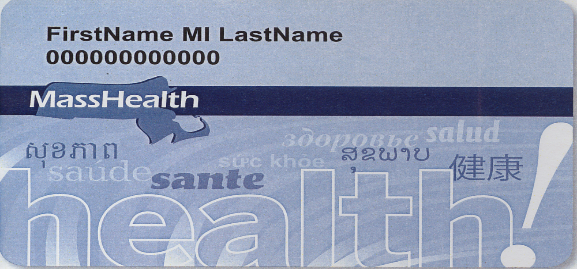 FirstName MI LastName
000000000000
MassHealth
здоровье salud
សុខភាព
saude
sức khoe
ສຸຂພາບ
健康
sante
health!